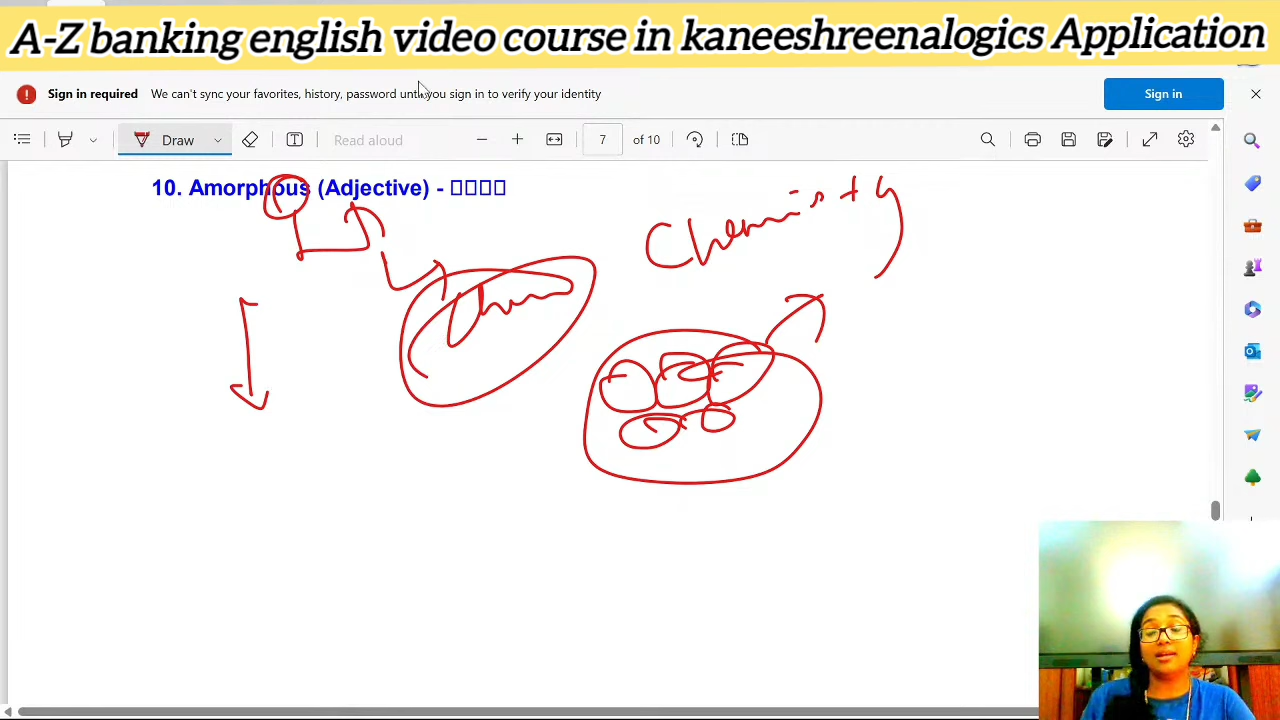 A-Z banking english video course in kaneeshreenalogics Application
Sign required We can't sync your favorites, history, password until you sign in to verify your identity
Sign in
Draw
Read aloud
7 of 10
10. Amorphous (Adjective) - □□□□
Chemistry